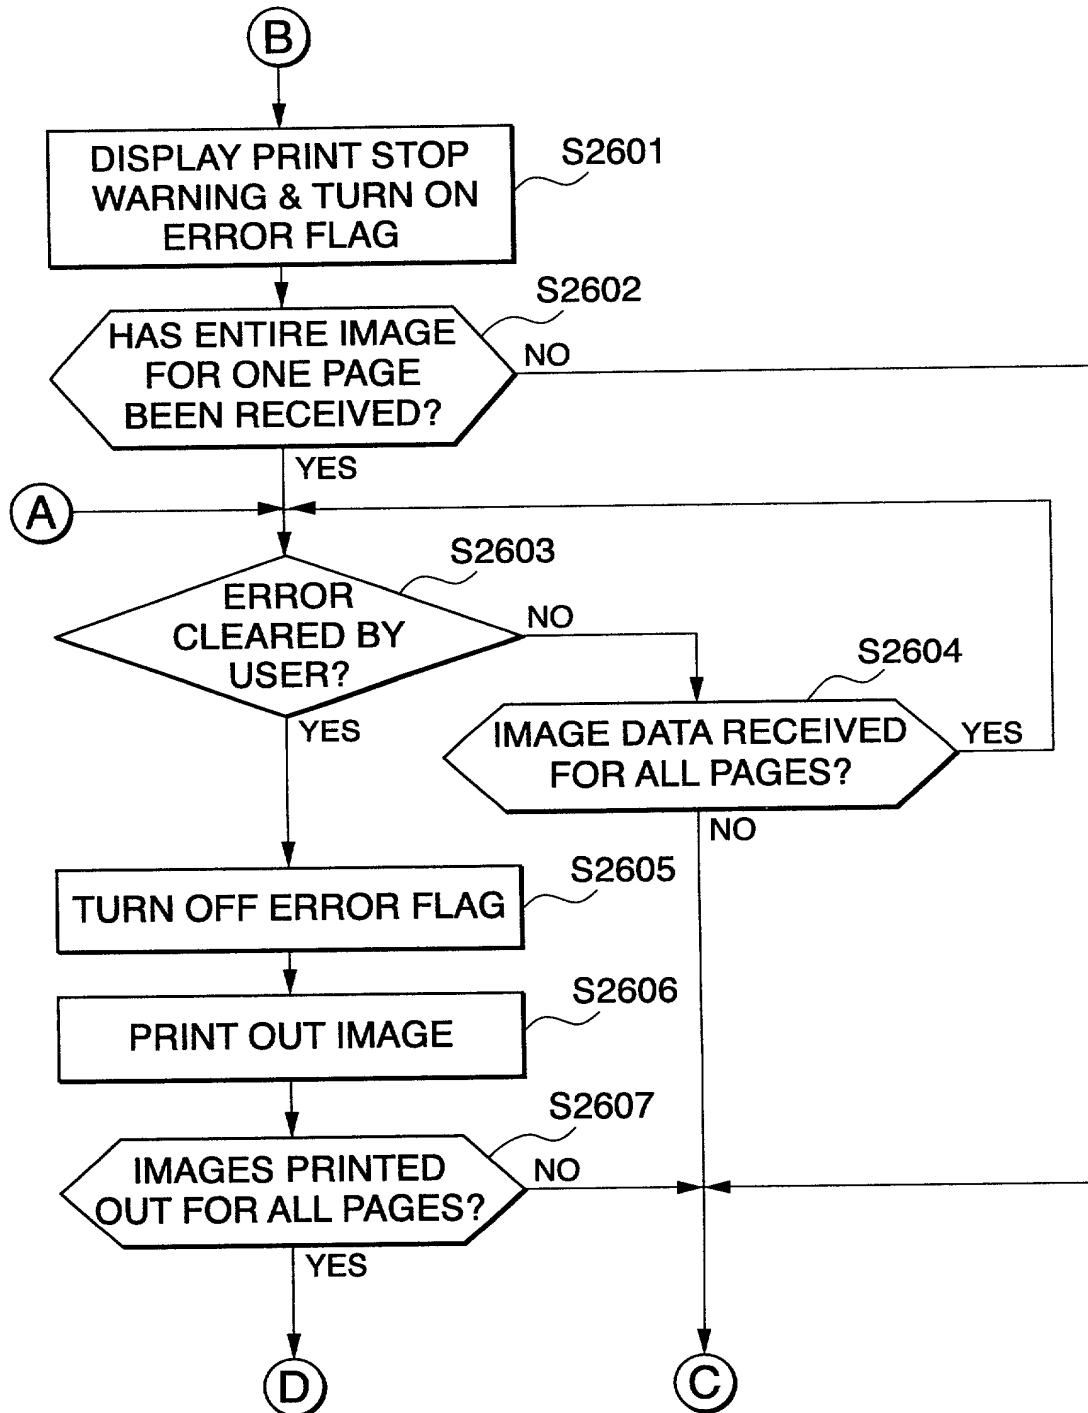 B
DISPLAY PRINT STOP
WARNING & TURN ON
ERROR FLAG
S2601
S2602
HAS ENTIRE IMAGE
FOR ONE PAGE
BEEN RECEIVED?
NO
YES
A
S2603
ERROR
CLEARED BY
USER?
NO
YES
S2604
IMAGE DATA RECEIVED
FOR ALL PAGES?
YES
NO
S2605
TURN OFF ERROR FLAG
S2606
PRINT OUT IMAGE
S2607
IMAGES PRINTED
OUT FOR ALL PAGES?
NO
YES
D
C